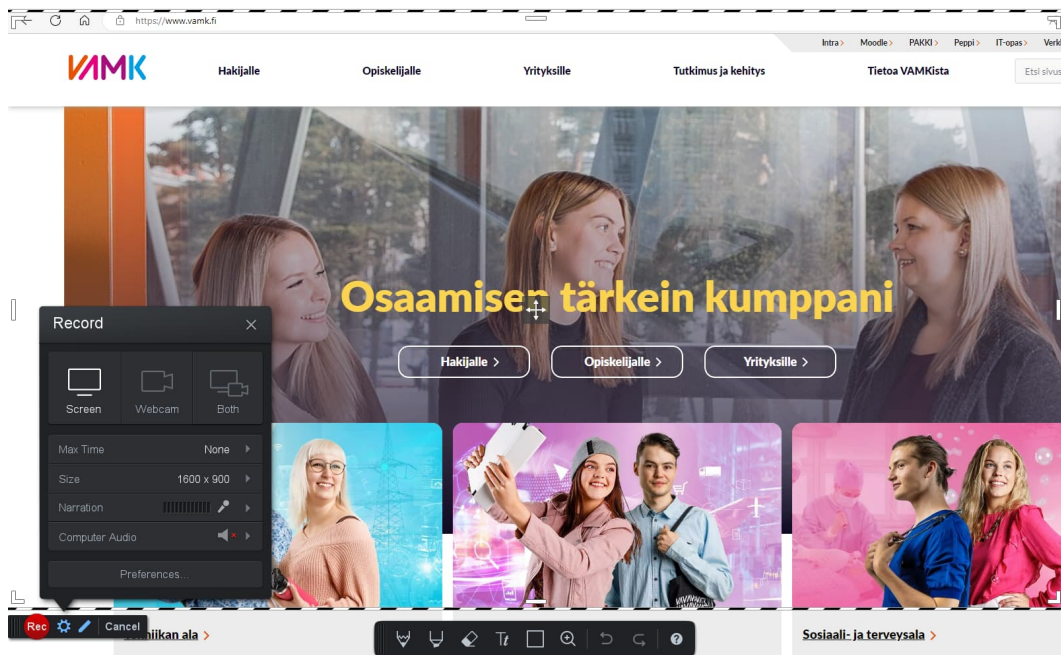 https://www.vamk.fi
Intra > Moodle > PAKKI > Peppi > IT-opas >
VAMK
Hakijalle Opiskelijalle Yrityksille Tutkimus ja kehitys Tietoa VAMKista
Osaamisen tärkein kumppani
Hakijalle > Opiskelijalle > Yrityksille >
Record
Screen Webcam Both
Max Time None
Size 1600 x 900
Narration
Computer Audio
Preferences...
Rec Cancel
ala >
Tt
Sosiaali- ja terveysala >